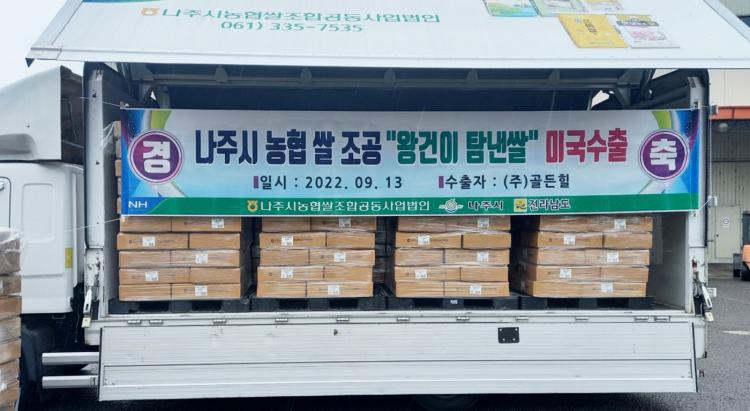 나주시농협쌀조합공동사업법인
061) 335-7535
경 나주시 농협 쌀 조공 "왕건이 탐낸쌀" 미국수출 축
일시 : 2022. 09. 13 수출자 : (주)골든힐
NH 나주시농협쌀조합공동사업법인 나주시 전라남도